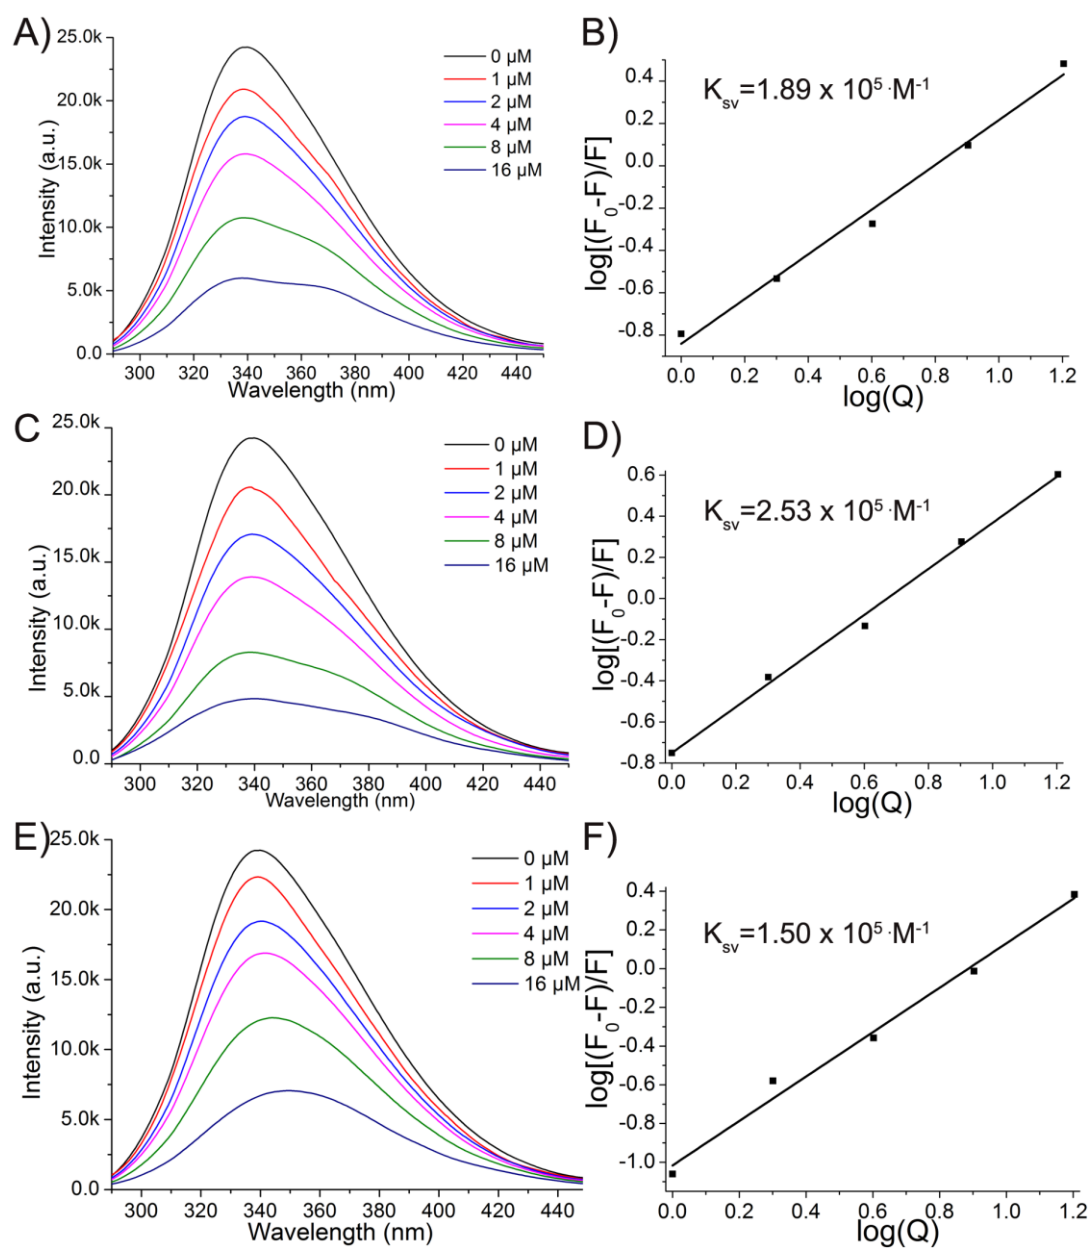 A)
25.0k
20.0k
15.0k
10.0k
5.0k
0.0
Intensity (a.u.)
300 320 340 360 380 400 420 440
Wavelength (nm)
0 µM
1 µM
2 µM
4 µM
8 µM
16 µM
B)
Ksv=1.89 x 10⁵·M⁻¹
0.4
0.2
0.0
-0.2
-0.4
-0.6
-0.8
log[(F₀-F)/F]
0.0 0.2 0.4 0.6 0.8 1.0 1.2
log(Q)
C)
25.0k
20.0k
15.0k
10.0k
5.0k
0.0
Intensity (a.u.)
300 320 340 360 380 400 420 440
Wavelength (nm)
0 µM
1 µM
2 µM
4 µM
8 µM
16 µM
D)
Ksv=2.53 x 10⁵·M⁻¹
0.6
0.4
0.2
0.0
-0.2
-0.4
-0.6
-0.8
log[(F₀-F)/F]
0.0 0.2 0.4 0.6 0.8 1.0 1.2
log(Q)
E)
25.0k
20.0k
15.0k
10.0k
5.0k
0.0
Intensity (a.u.)
300 320 340 360 380 400 420 440
Wavelength (nm)
0 µM
1 µM
2 µM
4 µM
8 µM
16 µM
F)
Ksv=1.50 x 10⁵·M⁻¹
0.4
0.2
0.0
-0.2
-0.4
-0.6
-0.8
-1.0
log[(F₀-F)/F]
0.0 0.2 0.4 0.6 0.8 1.0 1.2
log(Q)